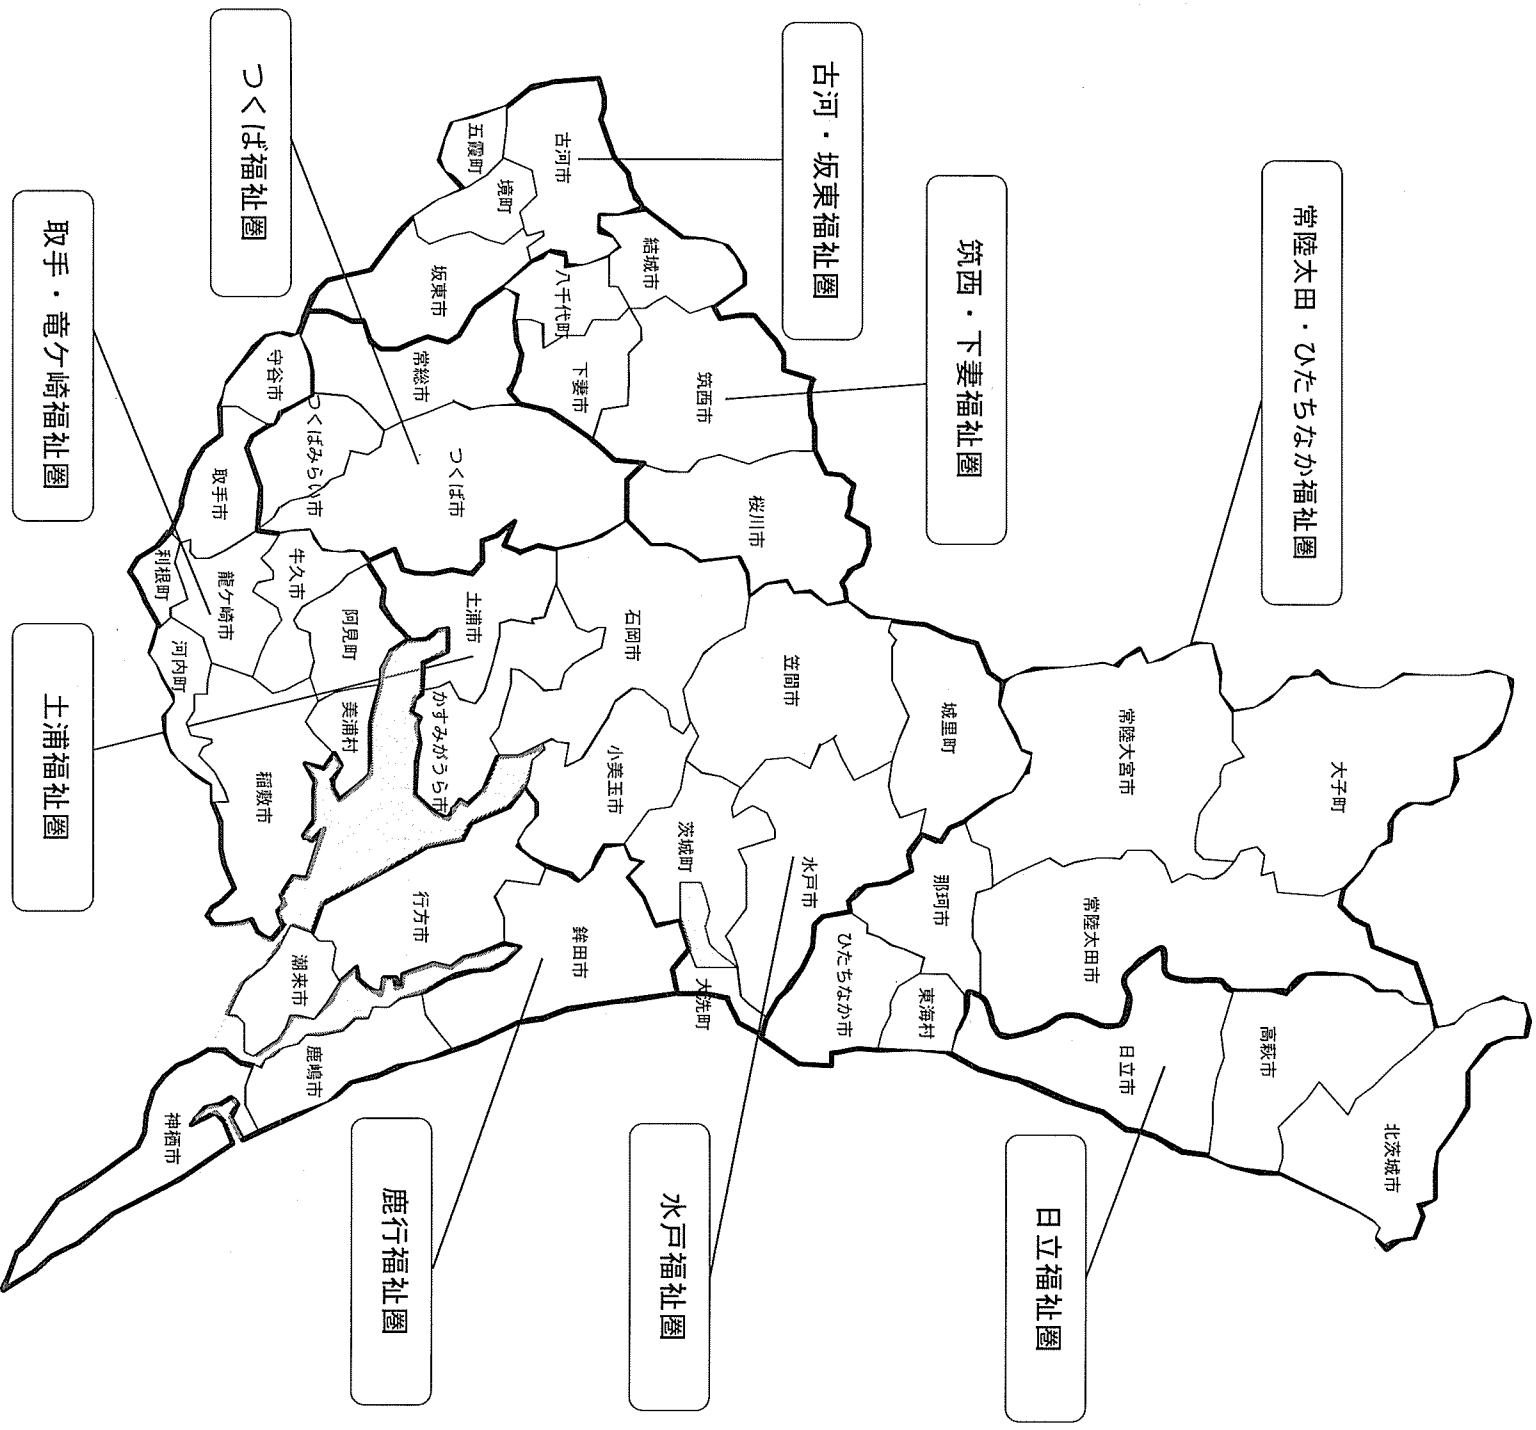 常陸太田・ひたちなか福祉圏
筑西・下妻福祉圏
古河・坂東福祉圏
つくば福祉圏
取手・竜ケ崎福祉圏
土浦福祉圏
鹿行福祉圏
水戸福祉圏
日立福祉圏
大子町
常陸大宮市
常陸太田市
北茨城市
高萩市
日立市
城里町
那珂市
東海村
ひたちなか市
笠間市
水戸市
茨城町
大洗町
小美玉市
桜川市
筑西市
結城市
八千代町
下妻市
古河市
五霞町
境町
坂東市
常総市
つくば市
つくばみらい市
守谷市
取手市
利根町
龍ケ崎市
牛久市
河内町
稲敷市
阿見町
美浦村
土浦市
石岡市
かすみがうら市
行方市
鉾田市
潮来市
鹿嶋市
神栖市